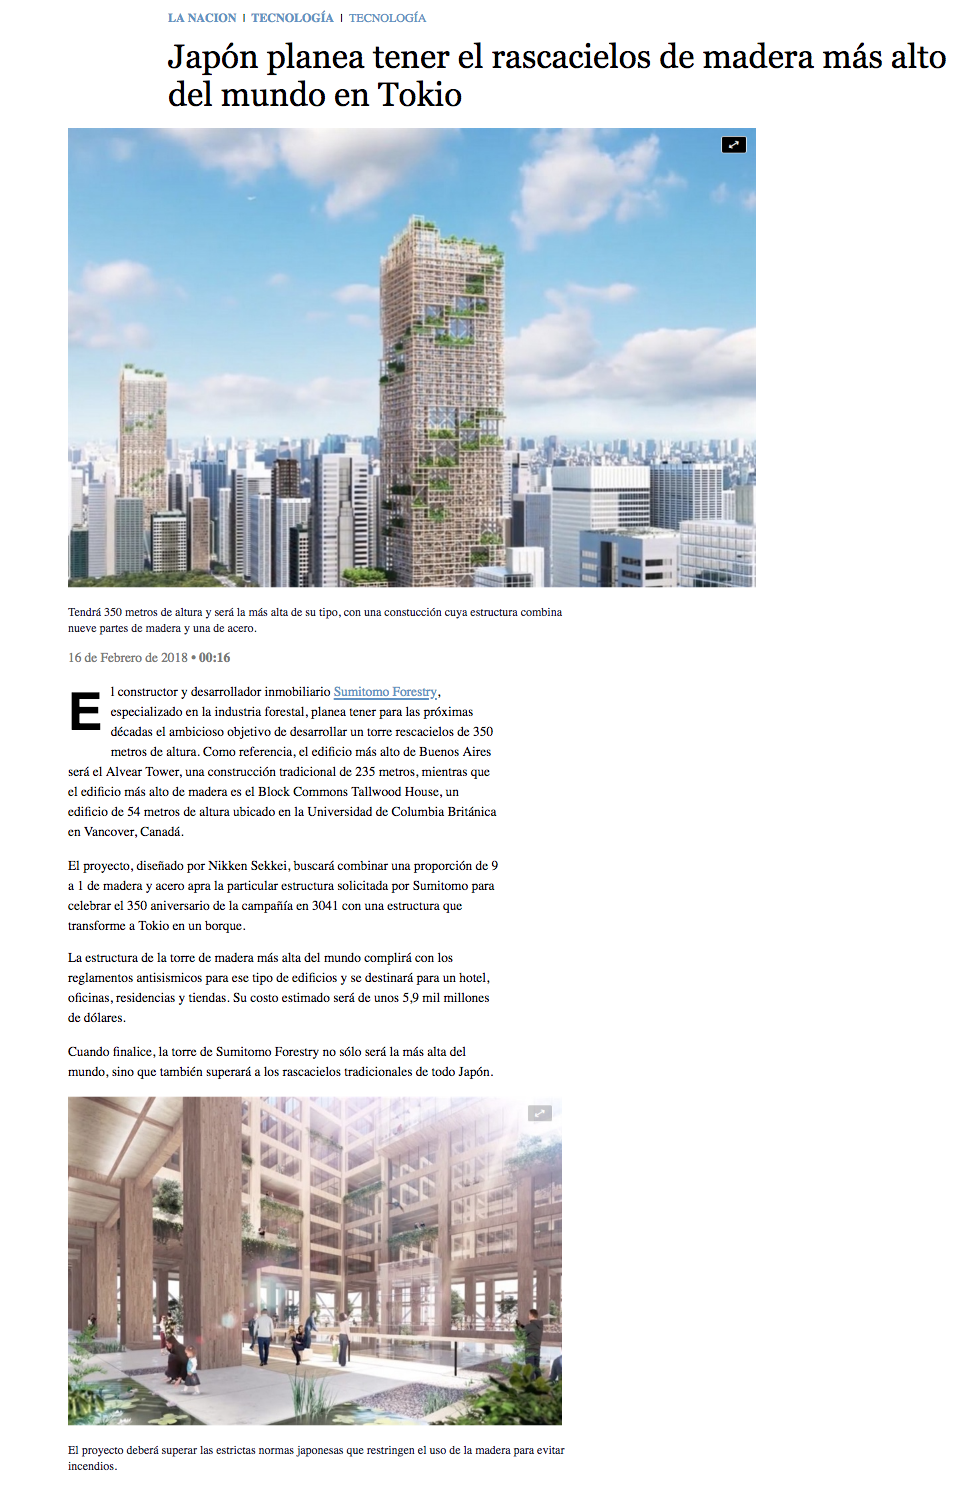 LA NACION | TECNOLOGÍA | TECNOLOGÍA
Japón planea tener el rascacielos de madera más alto
del mundo en Tokio
Tendrá 350 metros de altura y será la más alta de su tipo, con una constucción cuya estructura combina
nueve partes de madera y una de acero.
16 de Febrero de 2018 • 00:16
El constructor y desarrollador inmobiliario Sumitomo Forestry,
especializado en la industria forestal, planea tener para las próximas
décadas el ambicioso objetivo de desarrollar un torre rescacielos de 350
metros de altura. Como referencia, el edificio más alto de Buenos Aires
será el Alvear Tower, una construcción tradicional de 235 metros, mientras que
el edificio más alto de madera es el Block Commons Tallwood House, un
edificio de 54 metros de altura ubicado en la Universidad de Columbia Británica
en Vancover, Canadá.
El proyecto, diseñado por Nikken Sekkei, buscará combinar una proporción de 9
a 1 de madera y acero apra la particular estructura solicitada por Sumitomo para
celebrar el 350 aniversario de la campañía en 3041 con una estructura que
transforme a Tokio en un borque.
La estructura de la torre de madera más alta del mundo complirá con los
reglamentos antisismicos para ese tipo de edificios y se destinará para un hotel,
oficinas, residencias y tiendas. Su costo estimado será de unos 5,9 mil millones
de dólares.
Cuando finalice, la torre de Sumitomo Forestry no sólo será la más alta del
mundo, sino que también superará a los rascacielos tradicionales de todo Japón.
El proyecto deberá superar las estrictas normas japonesas que restringen el uso de la madera para evitar
incendios.